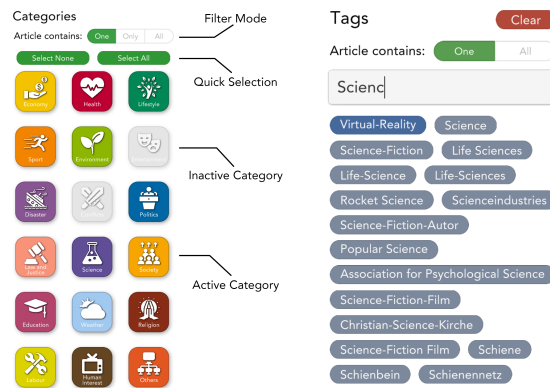 Categories
Filter Mode
Article contains: One Only All
Select None Select All
Quick Selection
Economy Health Lifestyle
Sport Environment
Inactive Category
Disaster Politics
Law and Justice Science Society
Active Category
Education Weather Religion
Labour Human Interest Others
Tags Clear
Article contains: One All
Scienc
Virtual-Reality Science
Science-Fiction Life Sciences
Life-Science Life-Sciences
Rocket Science Scienceindustries
Science-Fiction-Autor
Popular Science
Association for Psychological Science
Science-Fiction-Film
Christian-Science-Kirche
Science-Fiction Film Schiene
Schienbein Schienennetz